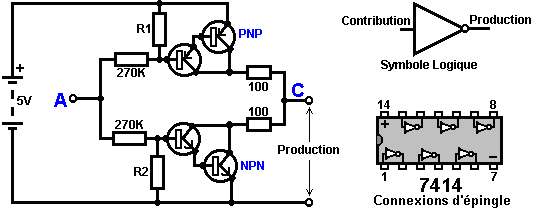 R1
PNP
270K
100
C
+
5V
A
100
270K
R2
NPN
Production
Contribution
Production
Symbole Logique
14
8
+
−
1
7
7414
Connexions d'épingle